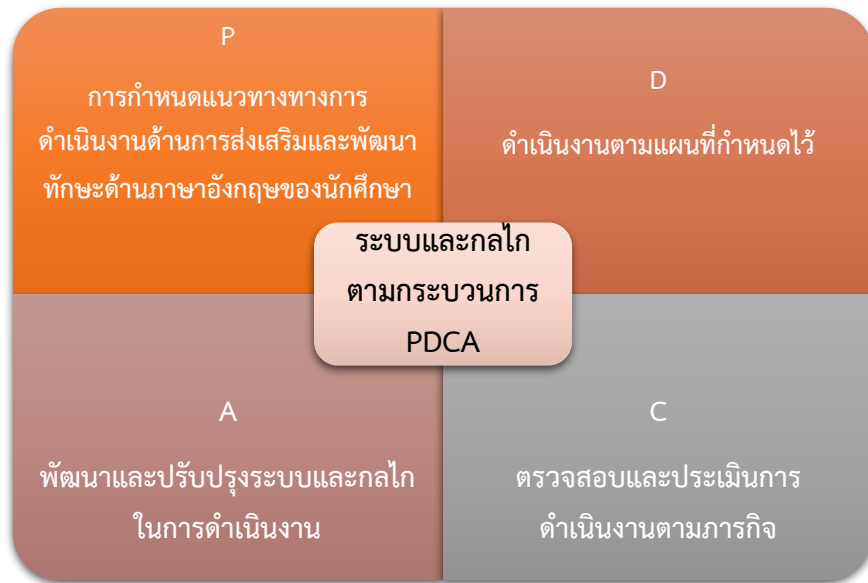 P
การกำหนดแนวทางทางการ
ดำเนินงานด้านการส่งเสริมและพัฒนา
ทักษะด้านภาษาอังกฤษของนักศึกษา
D
ดำเนินงานตามแผนที่กำหนดไว้
ระบบและกลไก
ตามกระบวนการ
PDCA
A
พัฒนาและปรับปรุงระบบและกลไก
ในการดำเนินงาน
C
ตรวจสอบและประเมินการ
ดำเนินงานตามภารกิจ